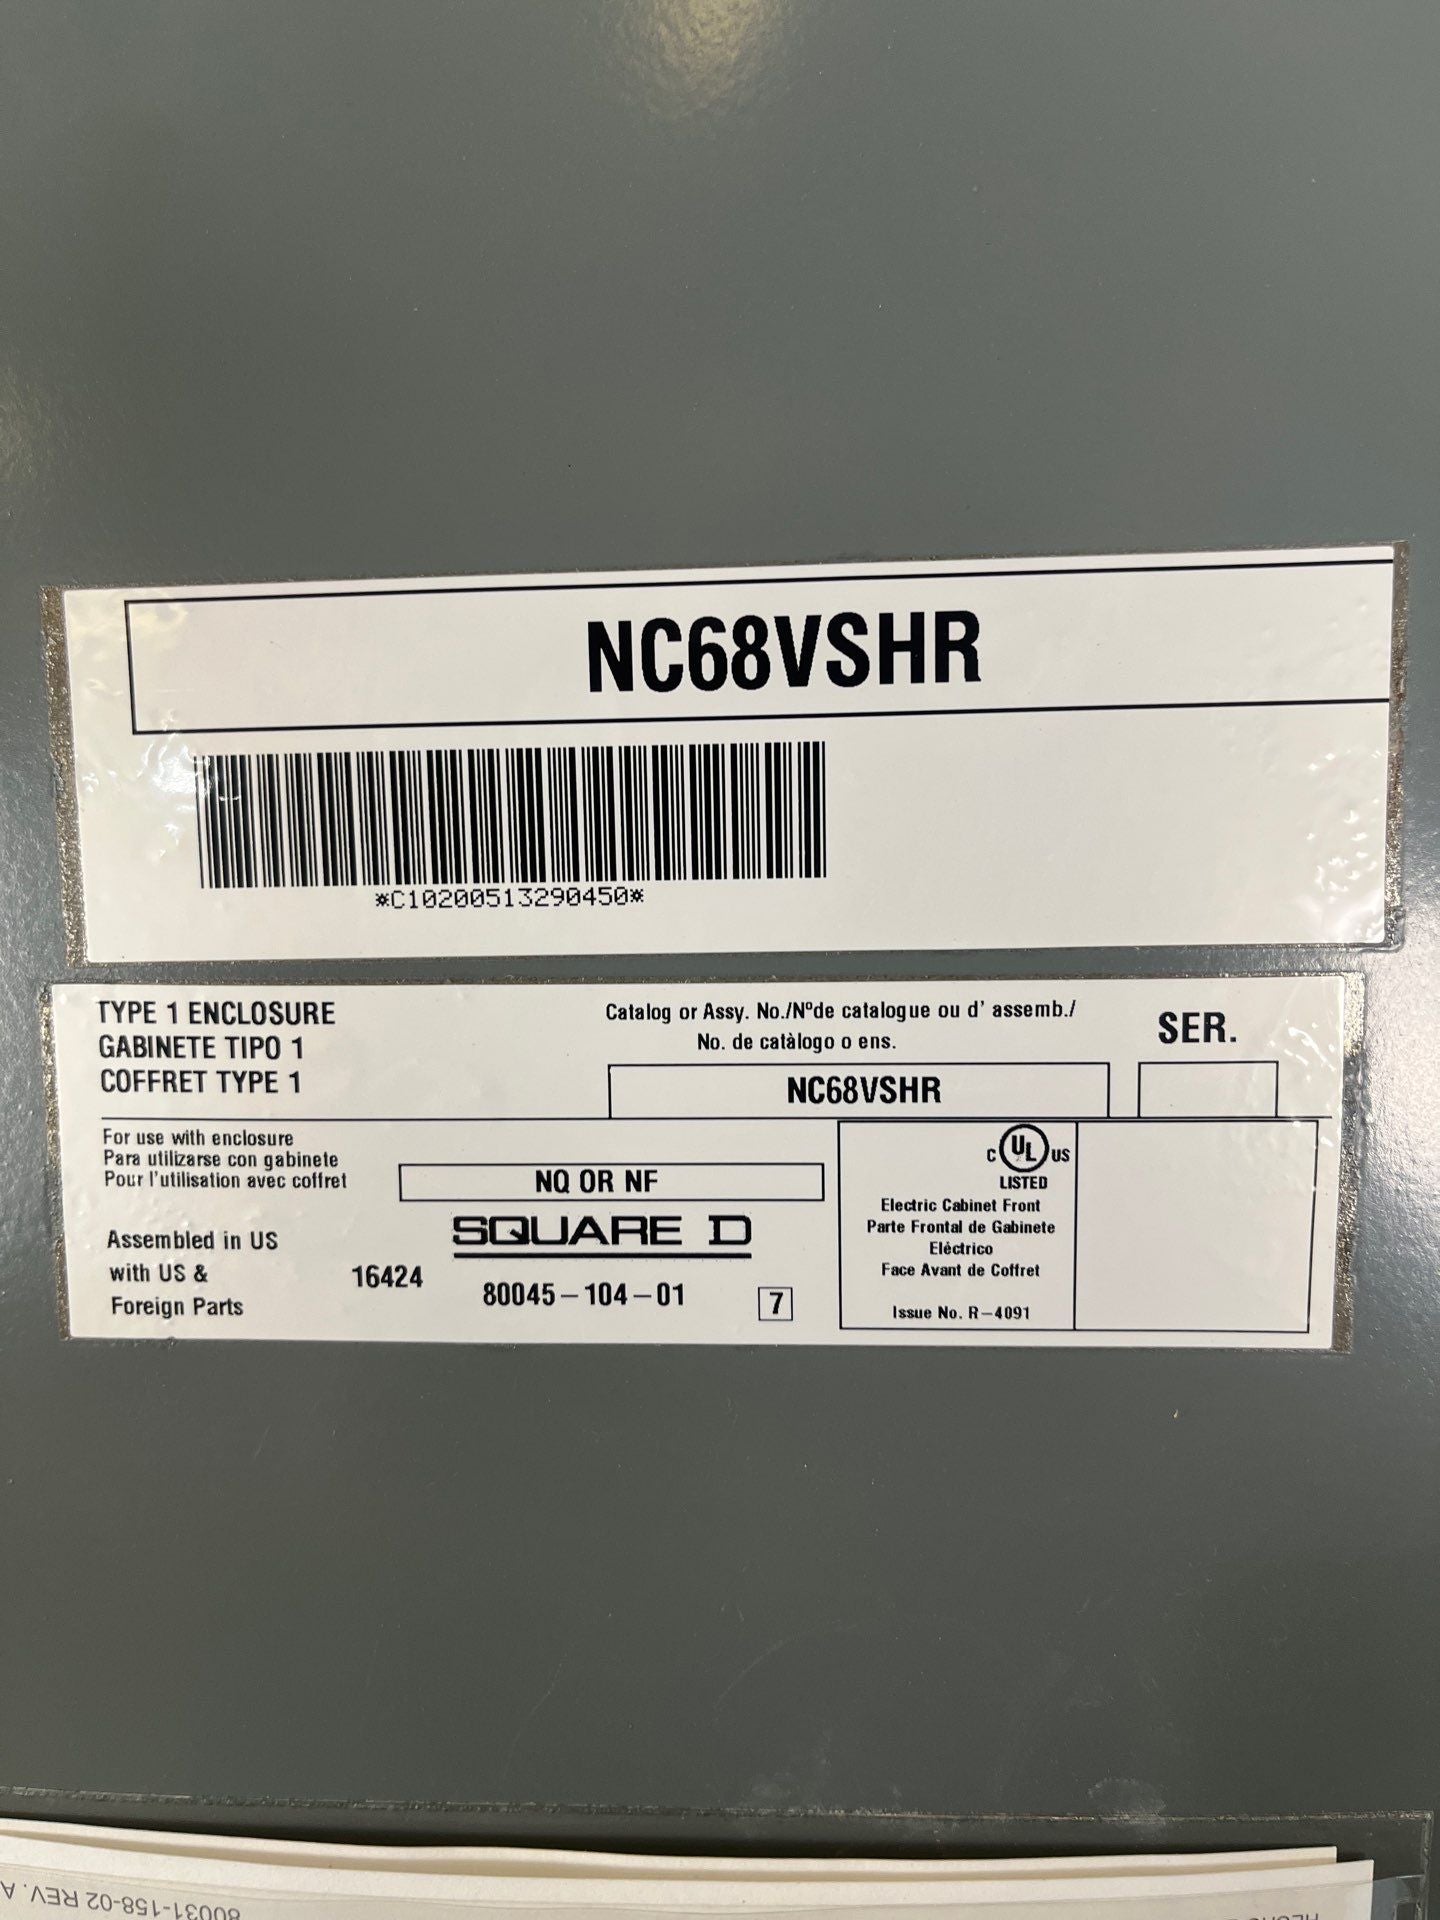 NC68VSHR
*C10200513290450*
TYPE 1 ENCLOSURE
GABINETE TIPO 1
COFFRET TYPE 1
Catalog or Assy. No./Nºde catalogue ou d' assemb./
No. de catàlogo o ens.
SER.
NC68VSHR
For use with enclosure
Para utilizarse con gabinete
Pour l'utilisation avec coffret
NQ OR NF
SQUARE D
Assembled in US
with US &
Foreign Parts
16424
80045-104-01
7
C UL US
LISTED
Electric Cabinet Front
Parte Frontal de Gabinete
Elèctrico
Face Avant de Coffret
Issue No. R-4091
80031-158-02 REV. A